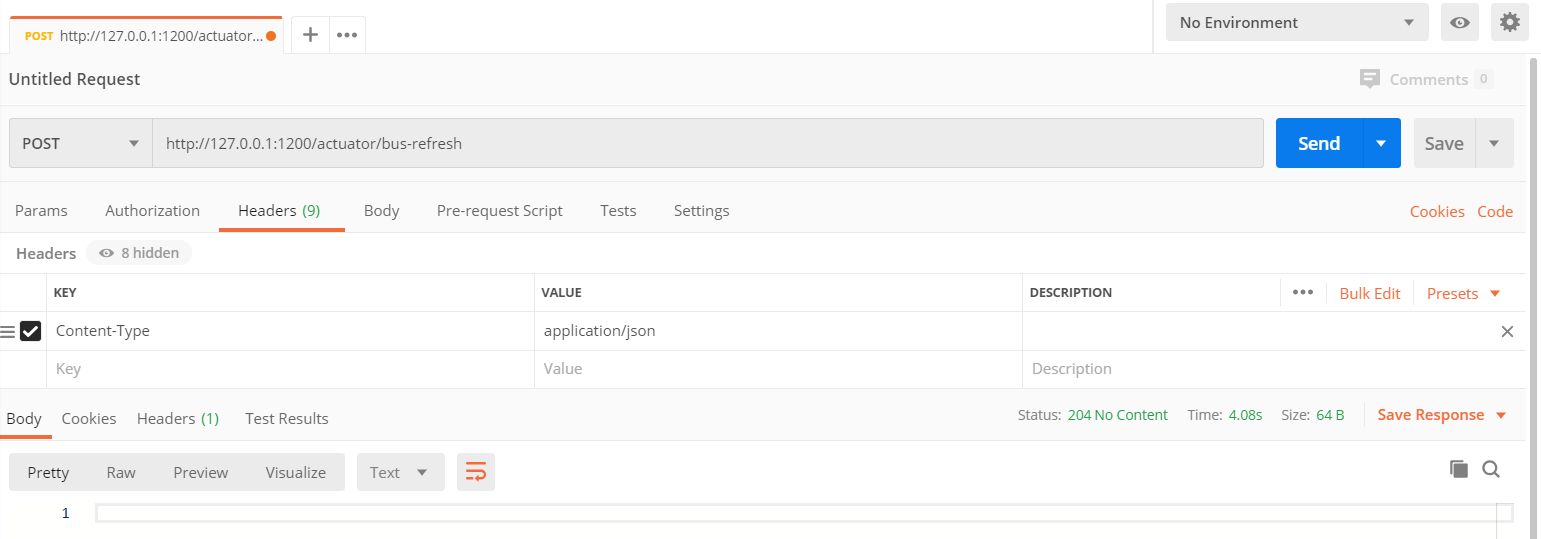 POST http://127.0.0.1:1200/actuator... No Environment
Untitled Request Comments 0
POST http://127.0.0.1:1200/actuator/bus-refresh Send Save
Params Authorization Headers (9) Body Pre-request Script Tests Settings Cookies Code
Headers 8 hidden
KEY VALUE DESCRIPTION Bulk Edit Presets
Content-Type application/json
Key Value Description
Body Cookies Headers (1) Test Results Status: 204 No Content Time: 4.08s Size: 64 B Save Response
Pretty Raw Preview Visualize Text
1